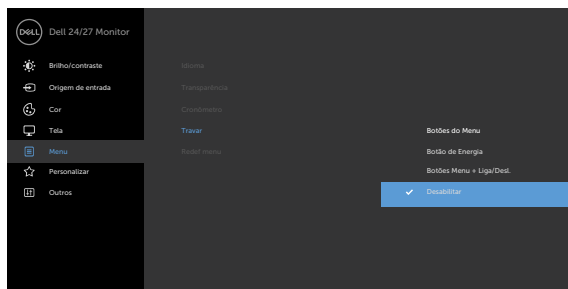 DELL Dell 24/27 Monitor
Brilho/contraste
Idioma
Origem de entrada
Transparência
Cor
Cronômetro
Tela
Travar
Botões do Menu
Menu
Redef menu
Botão de Energia
Personalizar
Botões Menu + Liga/Desl.
Outros
Desabilitar